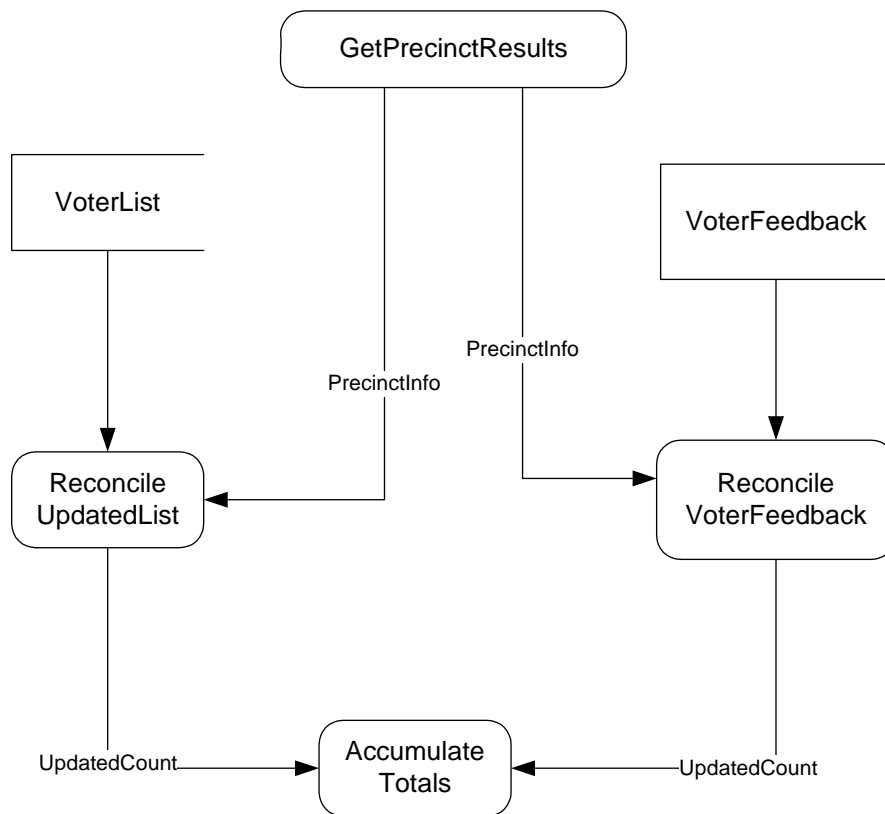 GetPrecinctResults
VoterList
VoterFeedback
PrecinctInfo
PrecinctInfo
Reconcile
UpdatedList
Reconcile
VoterFeedback
UpdatedCount
Accumulate
Totals
UpdatedCount